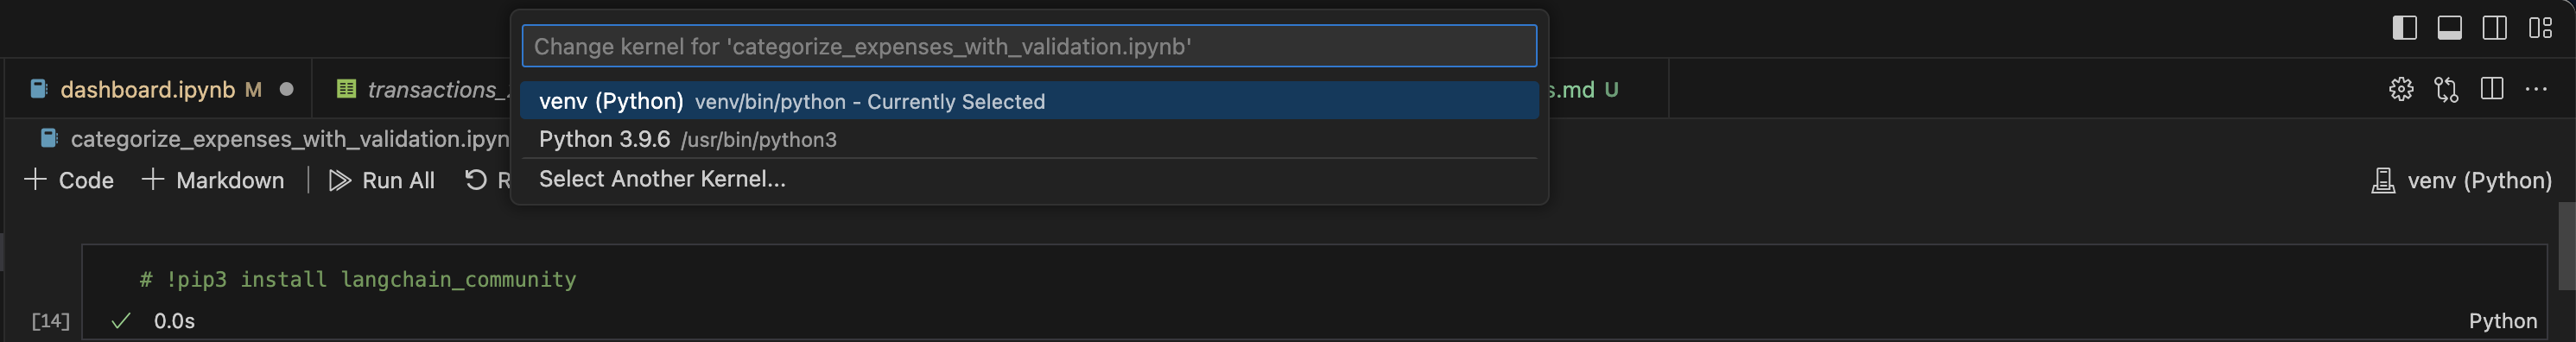 Change kernel for 'categorize_expenses_with_validation.ipynb'
dashboard.ipynb M
transactions_
.md U
venv (Python) venv/bin/python - Currently Selected
Python 3.9.6 /usr/bin/python3
Select Another Kernel...
categorize_expenses_with_validation.ipyn
Code
Markdown
Run All
venv (Python)
# !pip3 install langchain_community
[14]
0.0s
Python